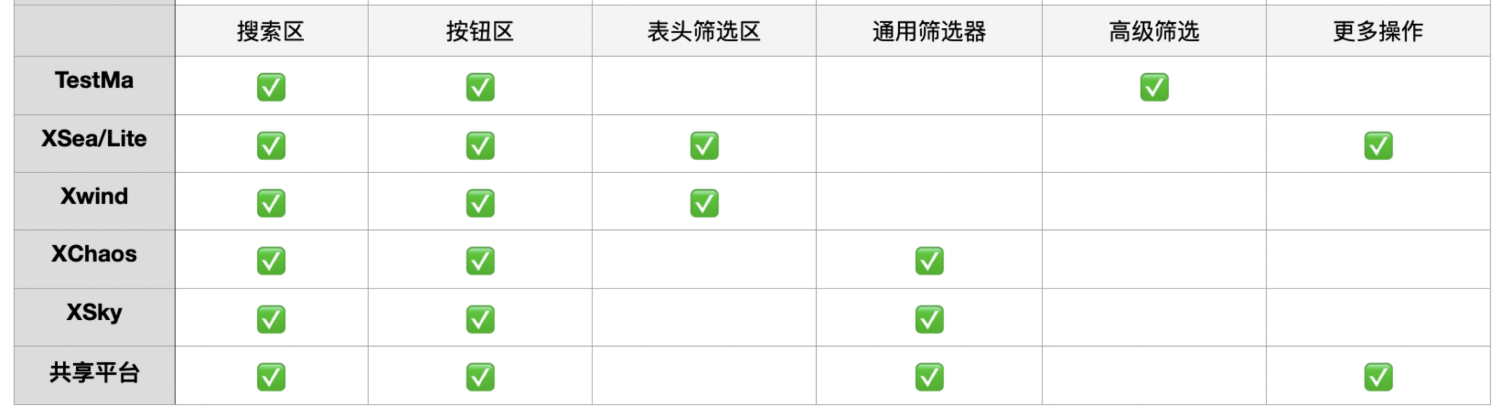 搜索区 按钮区 表头筛选区 通用筛选器 高级筛选 更多操作
TestMa ✅ ✅ ✅
XSea/Lite ✅ ✅ ✅ ✅
Xwind ✅ ✅ ✅
XChaos ✅ ✅ ✅
XSky ✅ ✅ ✅
共享平台 ✅ ✅ ✅ ✅